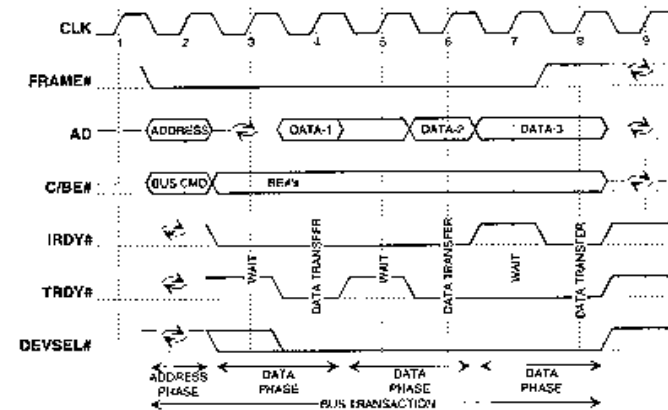 CLK
1 2 3 4 5 6 7 8 9
FRAME#
AD
ADDRESS
DATA-1
DATA-2
DATA-3
C/BE#
BUS CMD
BE#'s
IRDY#
WAIT
DATA TRANSFER
WAIT
DATA TRANSFER
WAIT
DATA TRANSFER
TRDY#
DEVSEL#
ADDRESS
PHASE
DATA
PHASE
DATA
PHASE
DATA
PHASE
BUS TRANSACTION